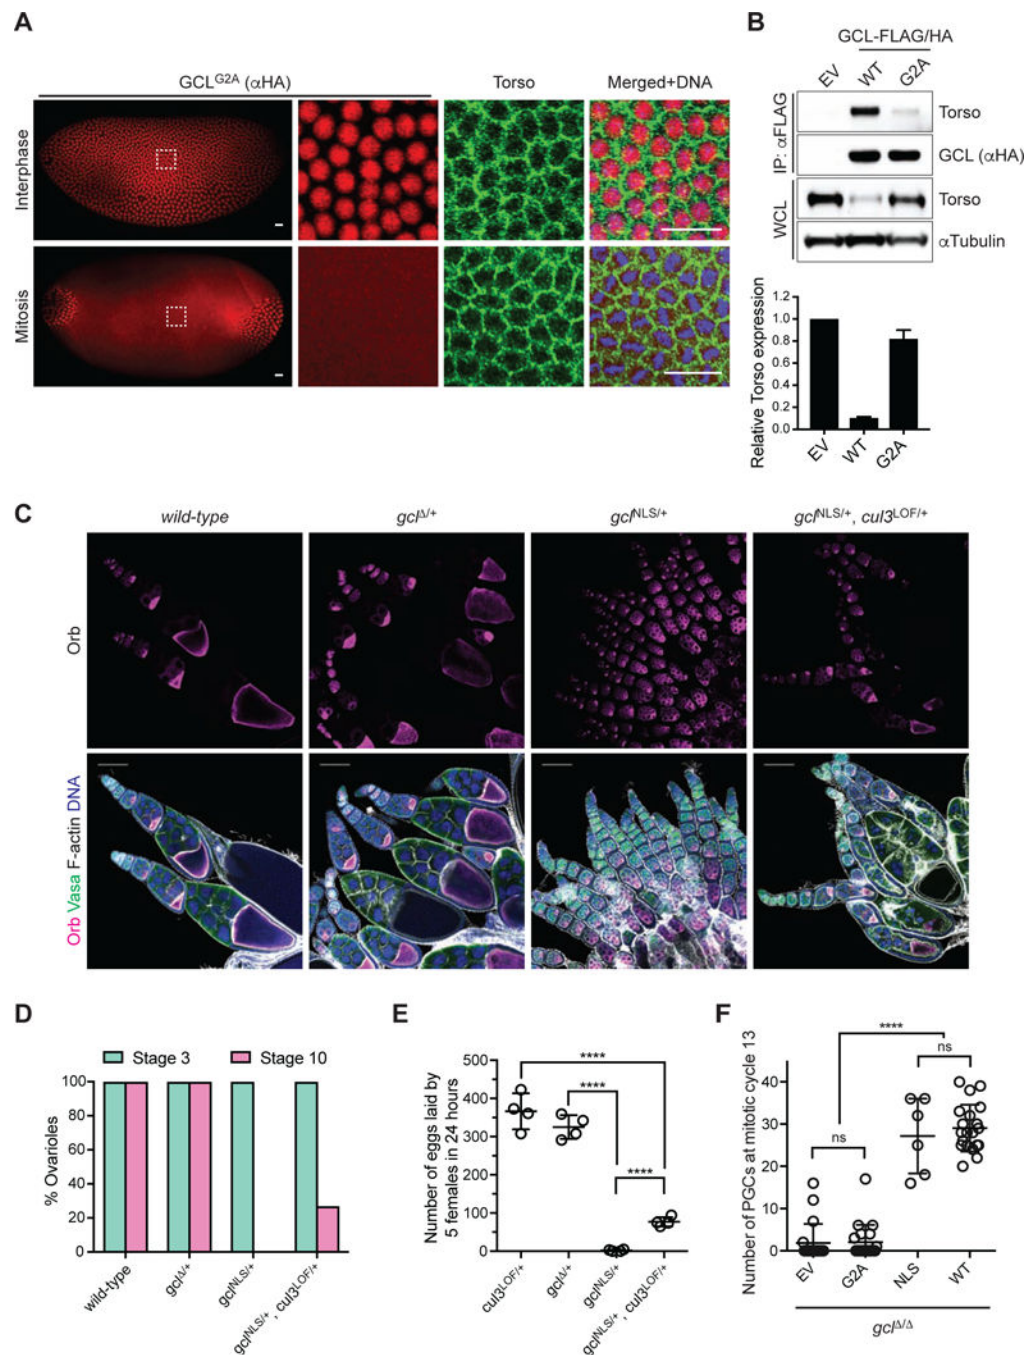 A
GCL^G2A (αHA)
Torso
Merged+DNA
Interphase
Mitosis
B
GCL-FLAG/HA
EV
WT
G2A
IP: αFLAG
Torso
GCL (αHA)
WCL
Torso
αTubulin
Relative Torso expression
1.2
1.0
0.8
0.6
0.4
0.2
0.0
EV
WT
G2A
C
wild-type
gcl^Δ/+
gcl^NLS/+
gcl^NLS/+, cul3^LOF/+
Orb
Orb Vasa F-actin DNA
D
Stage 3
Stage 10
% Ovarioles
100
80
60
40
20
0
wild-type
gcl^Δ/+
gcl^NLS/+
gcl^NLS/+, cul3^LOF/+
E
Number of eggs laid by
5 females in 24 hours
500
400
300
200
100
0
****
****
****
cul3^LOF/+
gcl^Δ/+
gcl^NLS/+
gcl^NLS/+, cul3^LOF/+
F
Number of PGCs at mitotic cycle 13
40
30
20
10
0
****
ns
ns
EV
G2A
NLS
WT
gcl^Δ/Δ